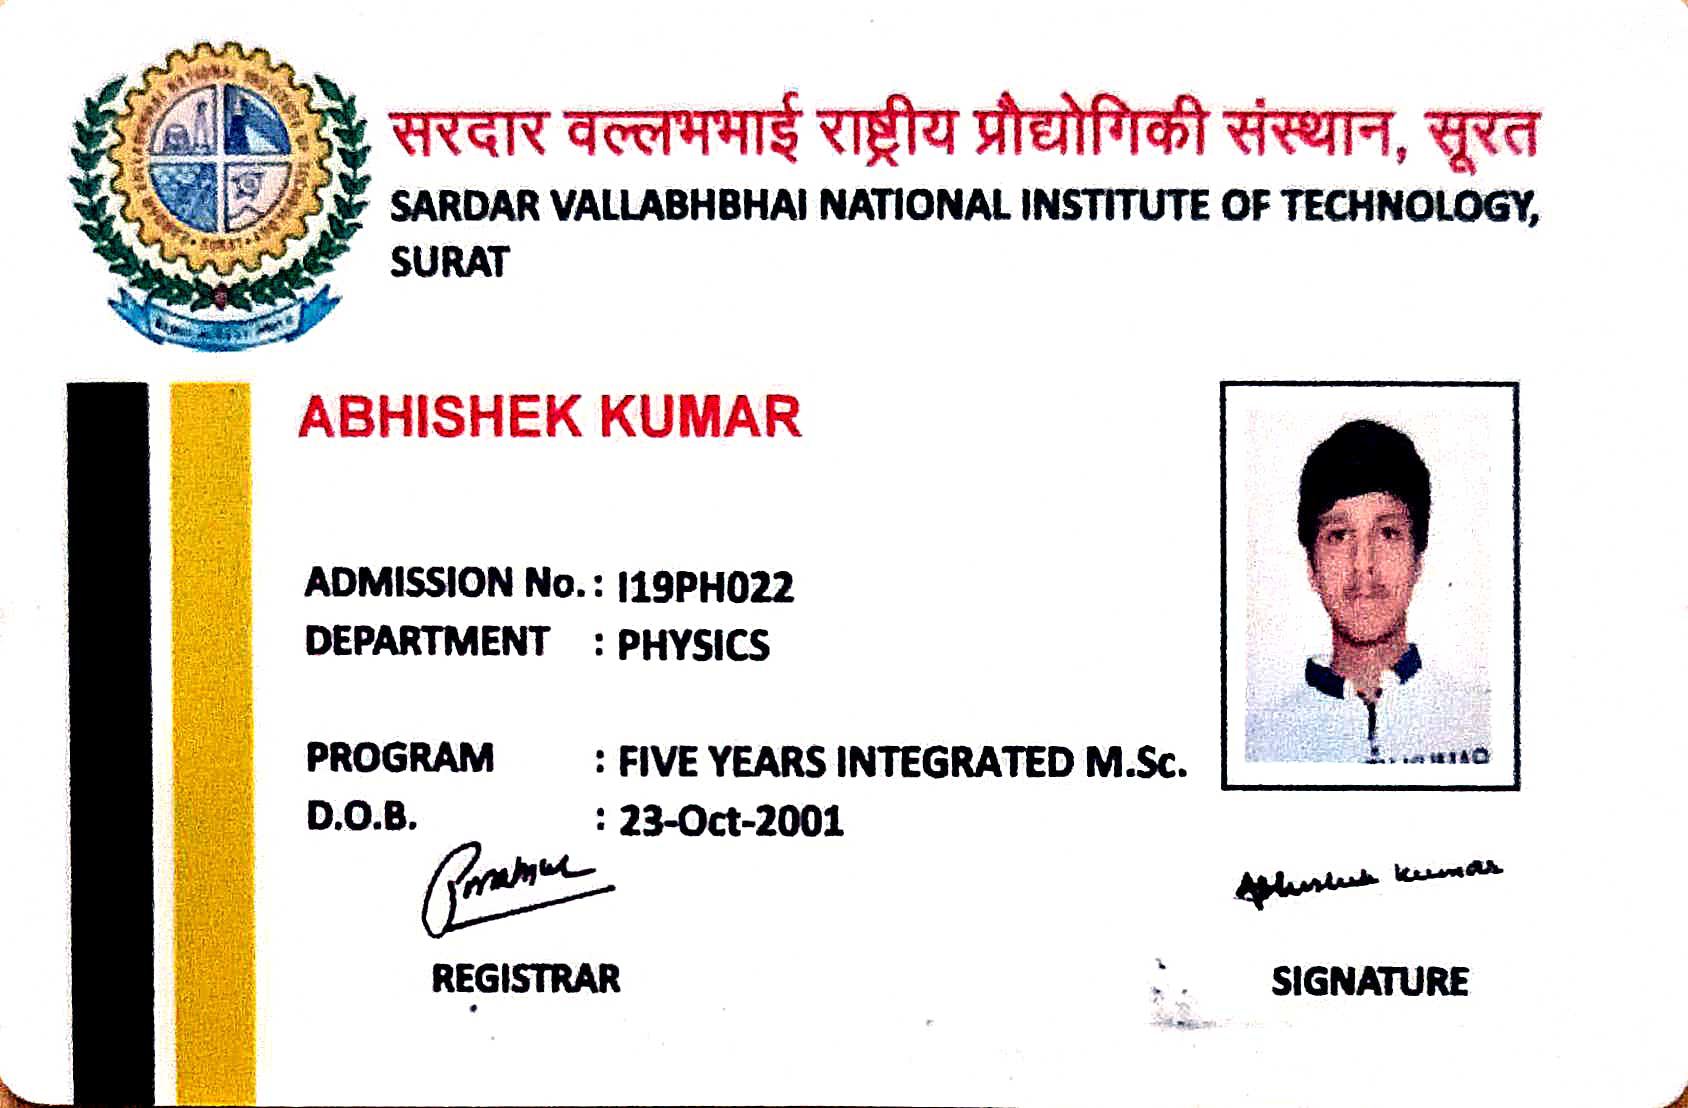 सरदार वल्लभभाई राष्ट्रीय प्रौद्योगिकी संस्थान, सूरत
SARDAR VALLABHBHAI NATIONAL INSTITUTE OF TECHNOLOGY,
SURAT
ABHISHEK KUMAR
ADMISSION No. : I19PH022
DEPARTMENT : PHYSICS
PROGRAM : FIVE YEARS INTEGRATED M.Sc.
D.O.B. : 23-Oct-2001
Abhishek Kumar
REGISTRAR
SIGNATURE